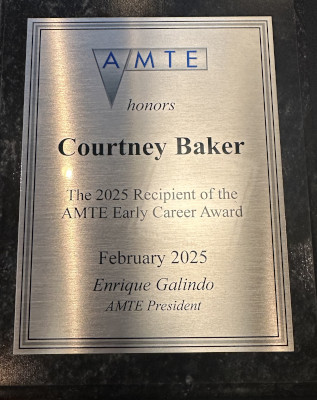 AMTE
honors
Courtney Baker
The 2025 Recipient of the
AMTE Early Career Award
February 2025
Enrique Galindo
AMTE President